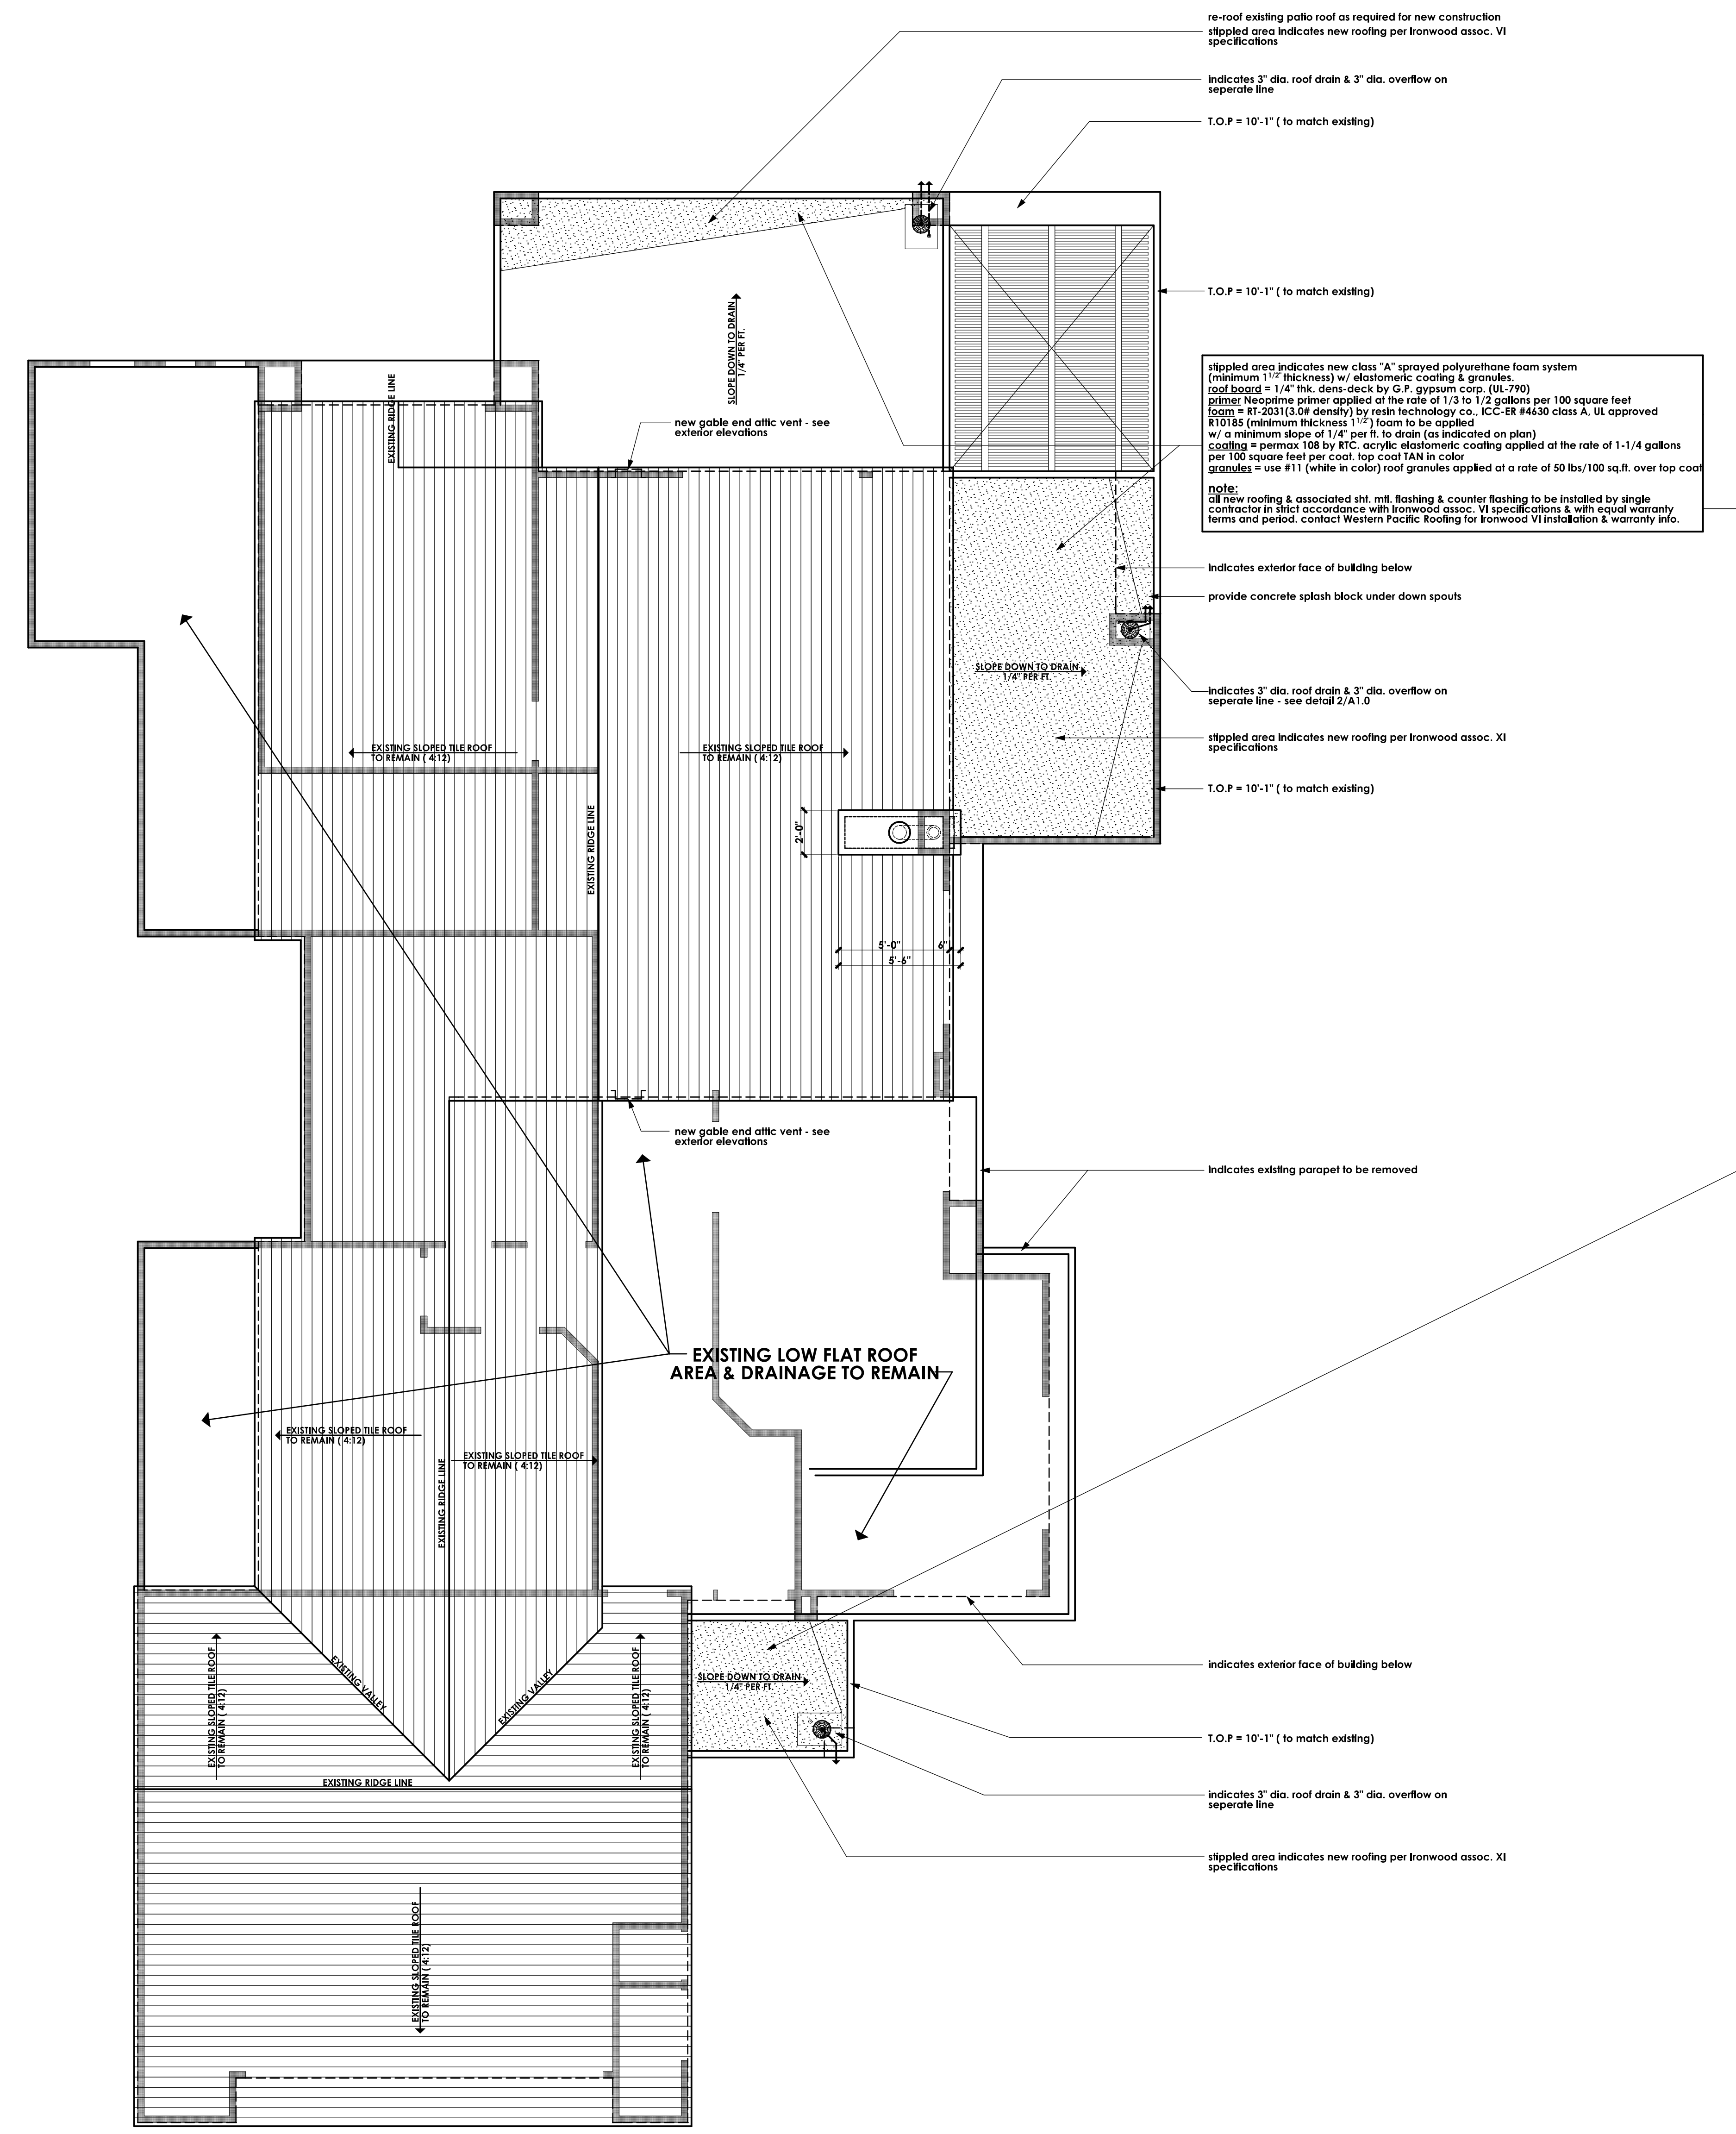 re-roof existing patio roof as required for new construction
stippled area indicates new roofing per Ironwood assoc. VI
specifications
indicates 3" dia. roof drain & 3" dia. overflow on
seperate line
T.O.P = 10'-1" ( to match existing)
T.O.P = 10'-1" ( to match existing)
SLOPE DOWN TO DRAIN
1/4" PER FT.
stippled area indicates new class "A" sprayed polyurethane foam system
(minimum 1 1/2" thickness) w/ elastomeric coating & granules.
roof board = 1/4" thk. dens-deck by G.P. gypsum corp. (UL-790)
primer Neoprime primer applied at the rate of 1/3 to 1/2 gallons per 100 square feet
foam = RT-2031(3.0# density) by resin technology co., ICC-ER #4630 class A, UL approved
R10185 (minimum thickness 1 1/2") foam to be applied
w/ a minimum slope of 1/4" per ft. to drain (as indicated on plan)
coating = permax 108 by RTC. acrylic elastomeric coating applied at the rate of 1-1/4 gallons
per 100 square feet per coat. top coat TAN in color
granules = use #11 (white in color) roof granules applied at a rate of 50 lbs/100 sq.ft. over top coat
note:
all new roofing & associated sht. mtl. flashing & counter flashing to be installed by single
contractor in strict accordance with Ironwood assoc. VI specifications & with equal warranty
terms and period. contact Western Pacific Roofing for Ironwood VI installation & warranty info.
EXISTING RIDGE LINE
new gable end attic vent - see
exterior elevations
indicates exterior face of building below
provide concrete splash block under down spouts
SLOPE DOWN TO DRAIN
1/4" PER FT.
indicates 3" dia. roof drain & 3" dia. overflow on
seperate line - see detail 2/A1.0
stippled area indicates new roofing per Ironwood assoc. XI
specifications
EXISTING SLOPED TILE ROOF
TO REMAIN ( 4:12)
EXISTING SLOPED TILE ROOF
TO REMAIN ( 4:12)
T.O.P = 10'-1" ( to match existing)
EXISTING RIDGE LINE
2'-0"
5'-0"
6"
5'-6"
new gable end attic vent - see
exterior elevations
indicates existing parapet to be removed
EXISTING LOW FLAT ROOF
AREA & DRAINAGE TO REMAIN
EXISTING SLOPED TILE ROOF
TO REMAIN ( 4:12)
EXISTING SLOPED TILE ROOF
TO REMAIN ( 4:12)
EXISTING RIDGE LINE
EXISTING SLOPED TILE ROOF
TO REMAIN ( 4:12)
EXISTING VALLEY
EXISTING VALLEY
EXISTING SLOPED TILE ROOF
TO REMAIN ( 4:12)
SLOPE DOWN TO DRAIN
1/4" PER FT.
indicates exterior face of building below
T.O.P = 10'-1" ( to match existing)
EXISTING RIDGE LINE
indicates 3" dia. roof drain & 3" dia. overflow on
seperate line
stippled area indicates new roofing per Ironwood assoc. XI
specifications
EXISTING SLOPED TILE ROOF
TO REMAIN ( 4:12)